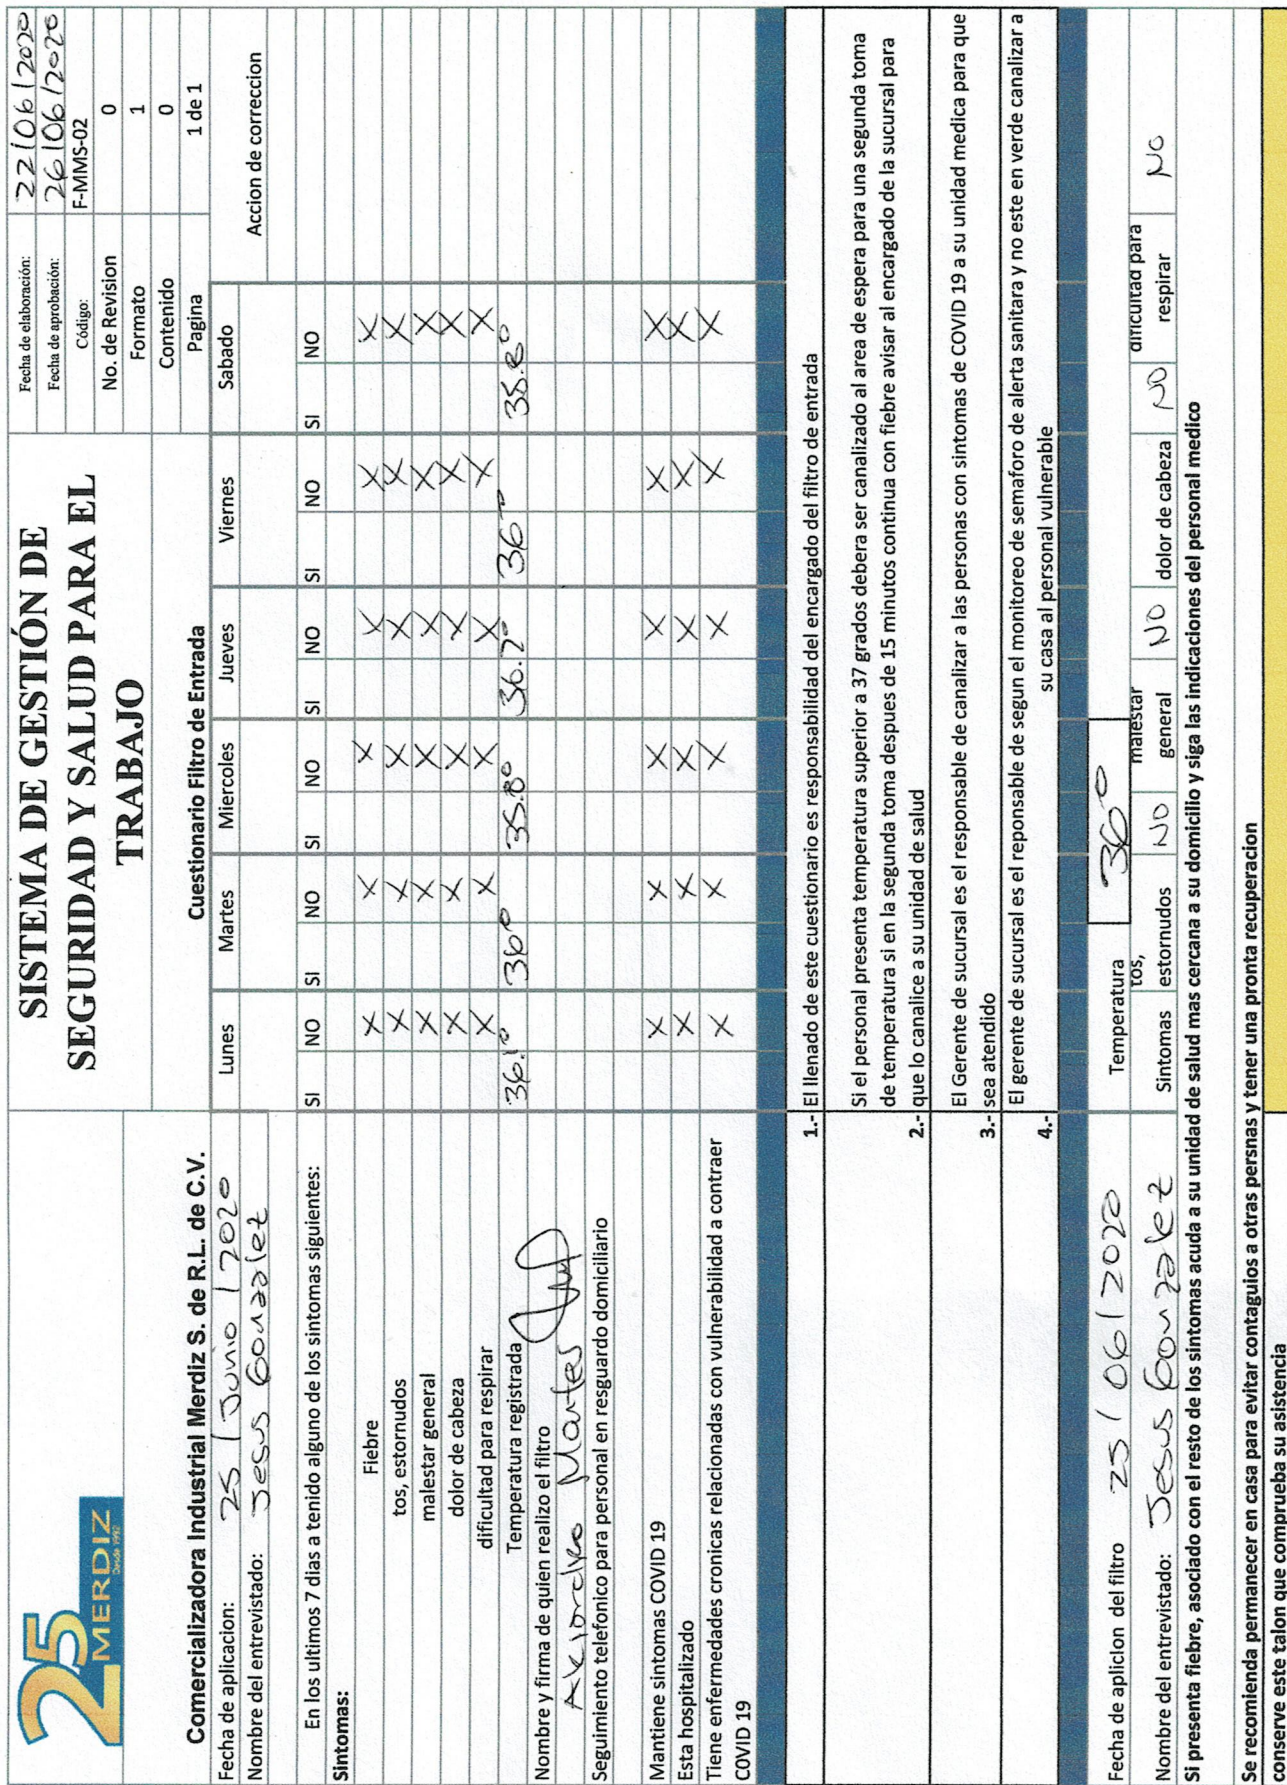 25
MERDIZ
Desde 1992
SISTEMA DE GESTIÓN DE
SEGURIDAD Y SALUD PARA EL
TRABAJO
Fecha de elaboración: 22/06/2020
Fecha de aprobación: 26/06/2020
Código: F-MMS-02
No. de Revision 0
Formato 1
Contenido 0
Pagina 1 de 1
Comercializadora Industrial Merdiz S. de R.L. de C.V.
Cuestionario Filtro de Entrada
Fecha de aplicacion: 25/Junio/2020
Lunes Martes Miercoles Jueves Viernes Sabado Accion de correccion
Nombre del entrevistado: Jesus Gonzalez
En los ultimos 7 dias a tenido alguno de los sintomas siguientes: SI NO SI NO SI NO SI NO SI NO SI NO
Sintomas:
Fiebre X X X X X X
tos, estornudos X X X X X X
malestar general X X X X X X
dolor de cabeza X X X X X X
dificultad para respirar X X X X X X
Temperatura registrada 36.1° 36° 35.8° 36.2° 36°
Nombre y firma de quien realizo el filtro
Montes
Seguimiento telefonico para personal en resguardo domiciliario
Mantiene sintomas COVID 19 X X X X X X
Esta hospitalizado X X X X X X
Tiene enfermedades cronicas relacionadas con vulnerabilidad a contraer
COVID 19 X X X X X X
1.- El llenado de este cuestionario es responsabilidad del encargado del filtro de entrada
Si el personal presenta temperatura superior a 37 grados debera ser canalizado al area de espera para una segunda toma
de temperatura si en la segunda toma despues de 15 minutos continua con fiebre avisar al encargado de la sucursal para
2.- que lo canalice a su unidad de salud
El Gerente de sucursal es el responsable de canalizar a las personas con sintomas de COVID 19 a su unidad medica para que
3.- sea atendido
El gerente de sucursal es el reponsable de segun el monitoreo de semaforo de alerta sanitara y no este en verde canalizar a
4.- su casa al personal vulnerable
Fecha de aplicion del filtro 25/06/2020 Temperatura 36°
Nombre del entrevistado: Jesus Gonzalez Sintomas tos, estornudos NO malestar general NO dolor de cabeza NO dificultad para respirar NO
Si presenta fiebre, asociado con el resto de los sintomas acuda a su unidad de salud mas cercana a su domicilio y siga las indicaciones del personal medico
Se recomienda permanecer en casa para evitar contaguios a otras persnas y tener una pronta recuperacion
conserve este talon que comprueba su asistencia